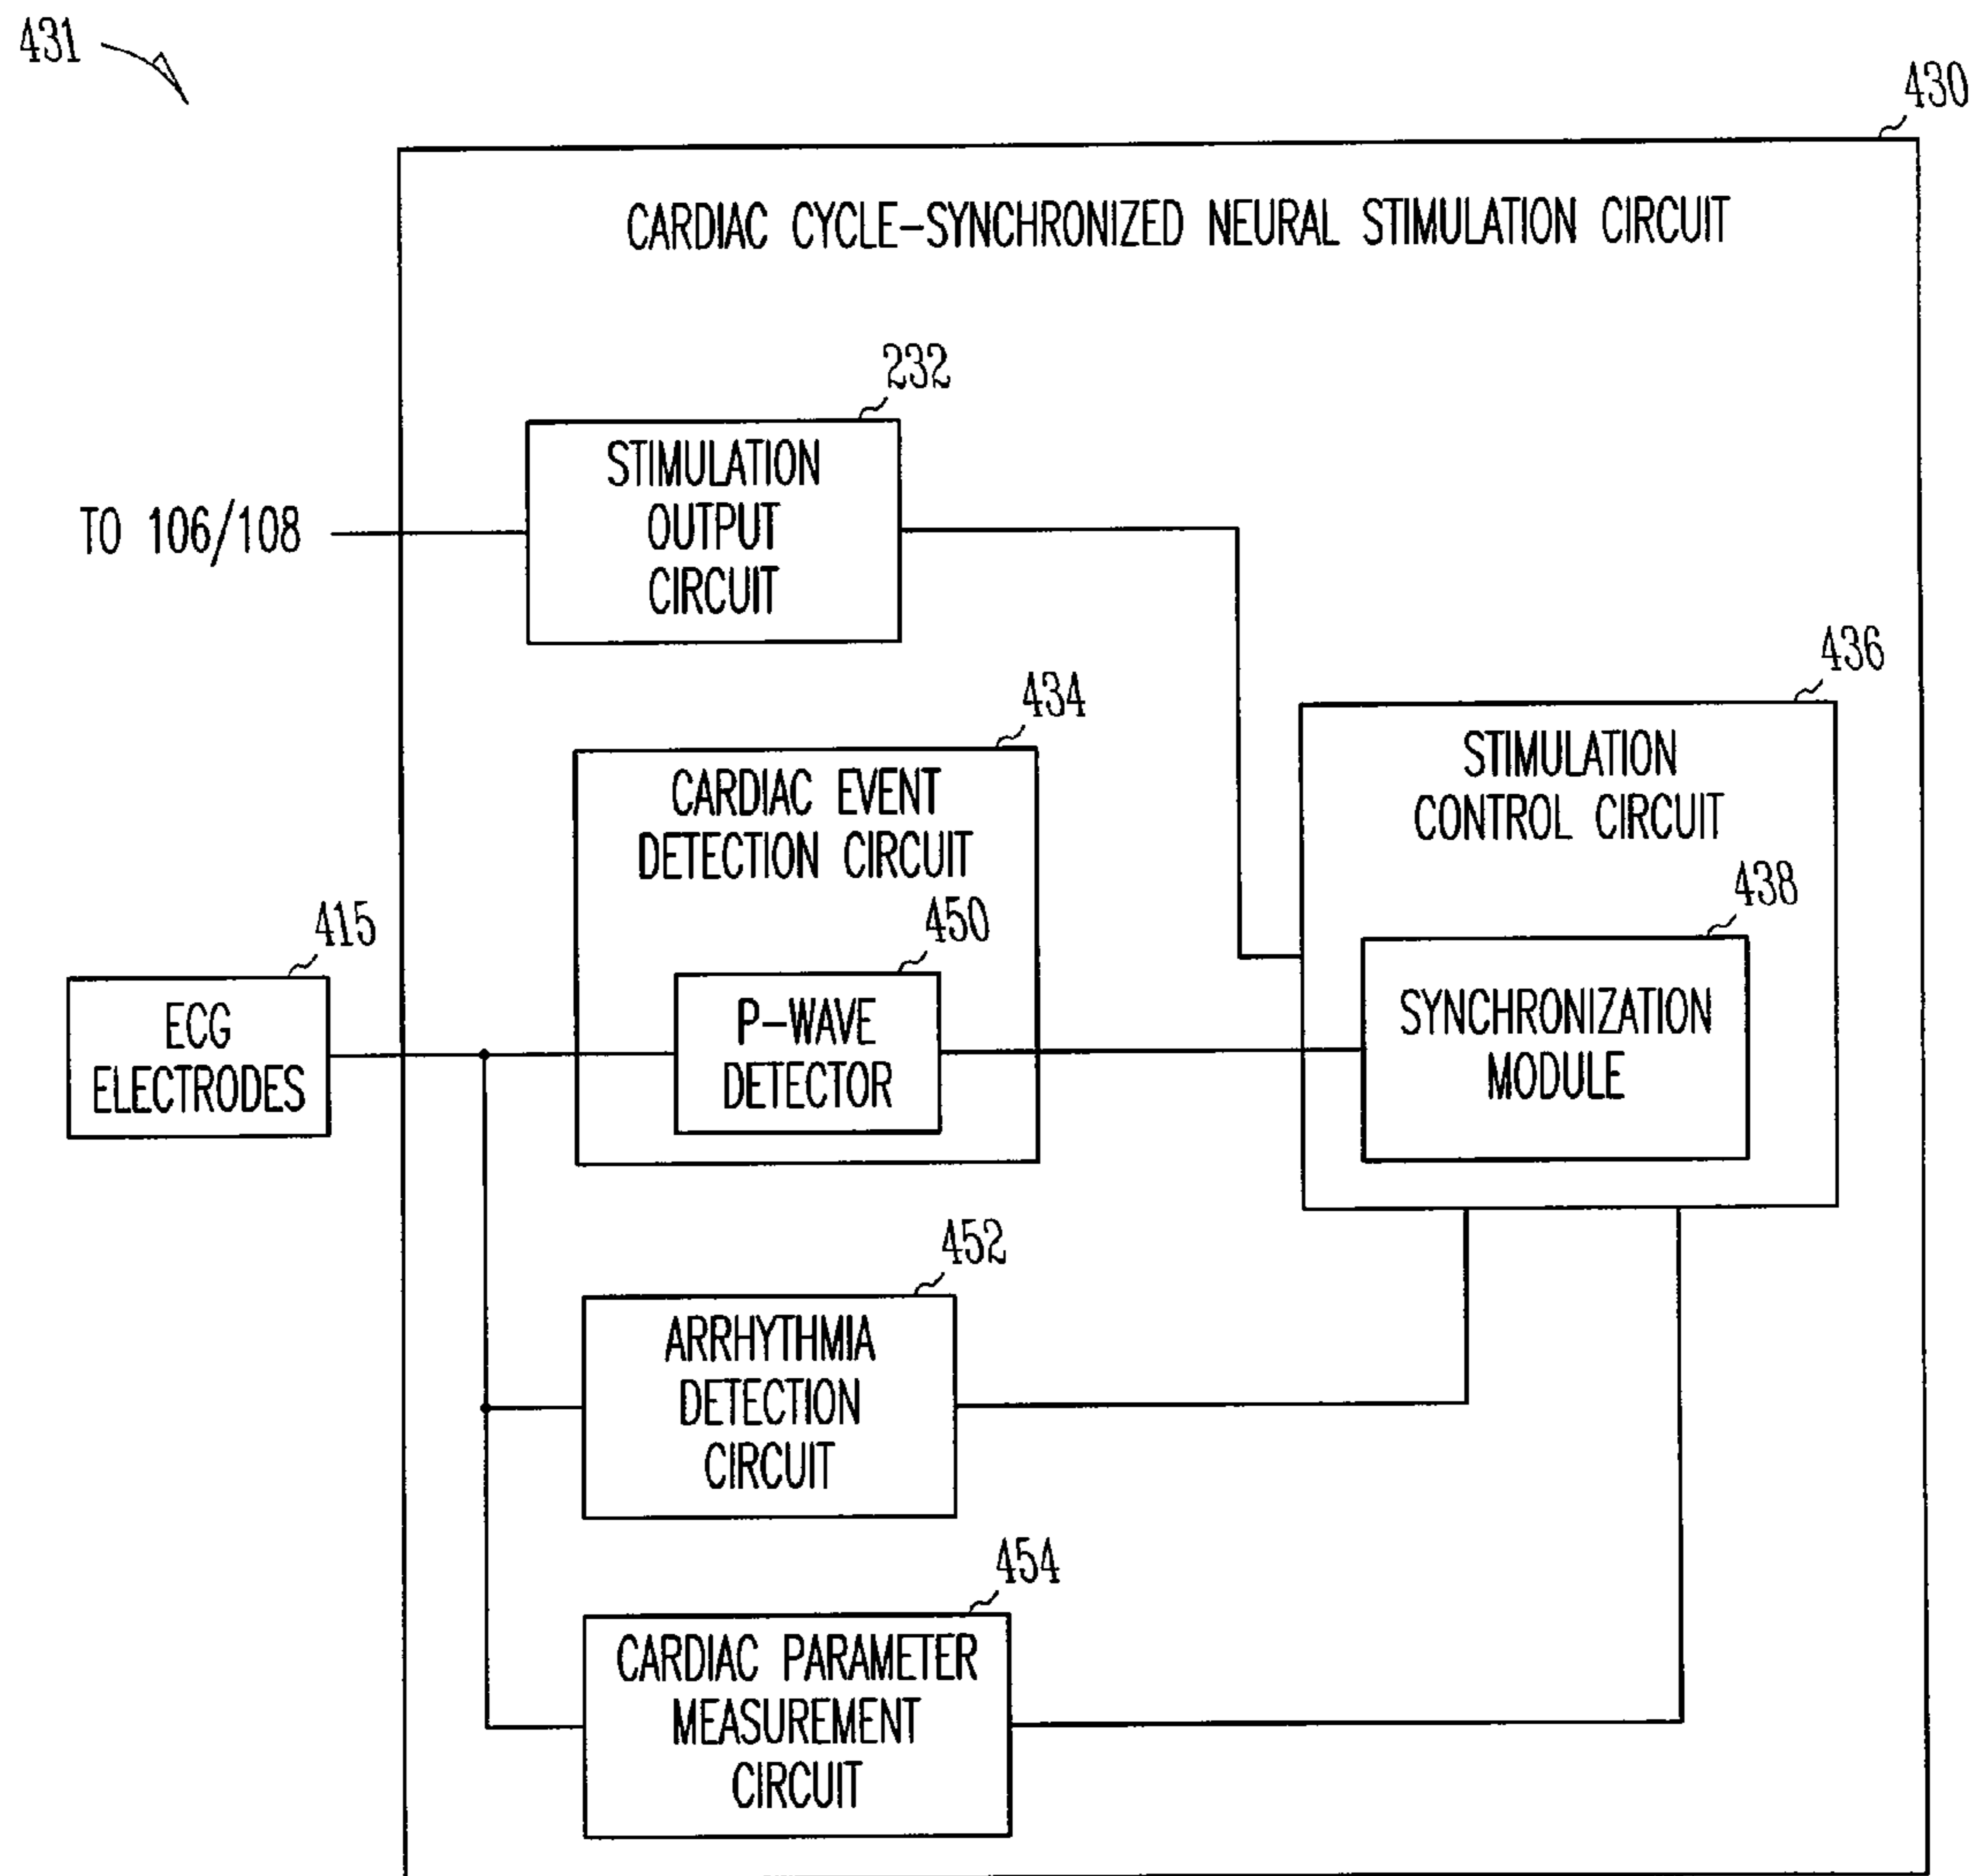 431
430
CARDIAC CYCLE-SYNCHRONIZED NEURAL STIMULATION CIRCUIT
232
STIMULATION
OUTPUT
CIRCUIT
TO 106/108
436
STIMULATION
CONTROL CIRCUIT
434
CARDIAC EVENT
DETECTION CIRCUIT
438
SYNCHRONIZATION
MODULE
450
P-WAVE
DETECTOR
415
ECG
ELECTRODES
452
ARRHYTHMIA
DETECTION
CIRCUIT
454
CARDIAC PARAMETER
MEASUREMENT
CIRCUIT